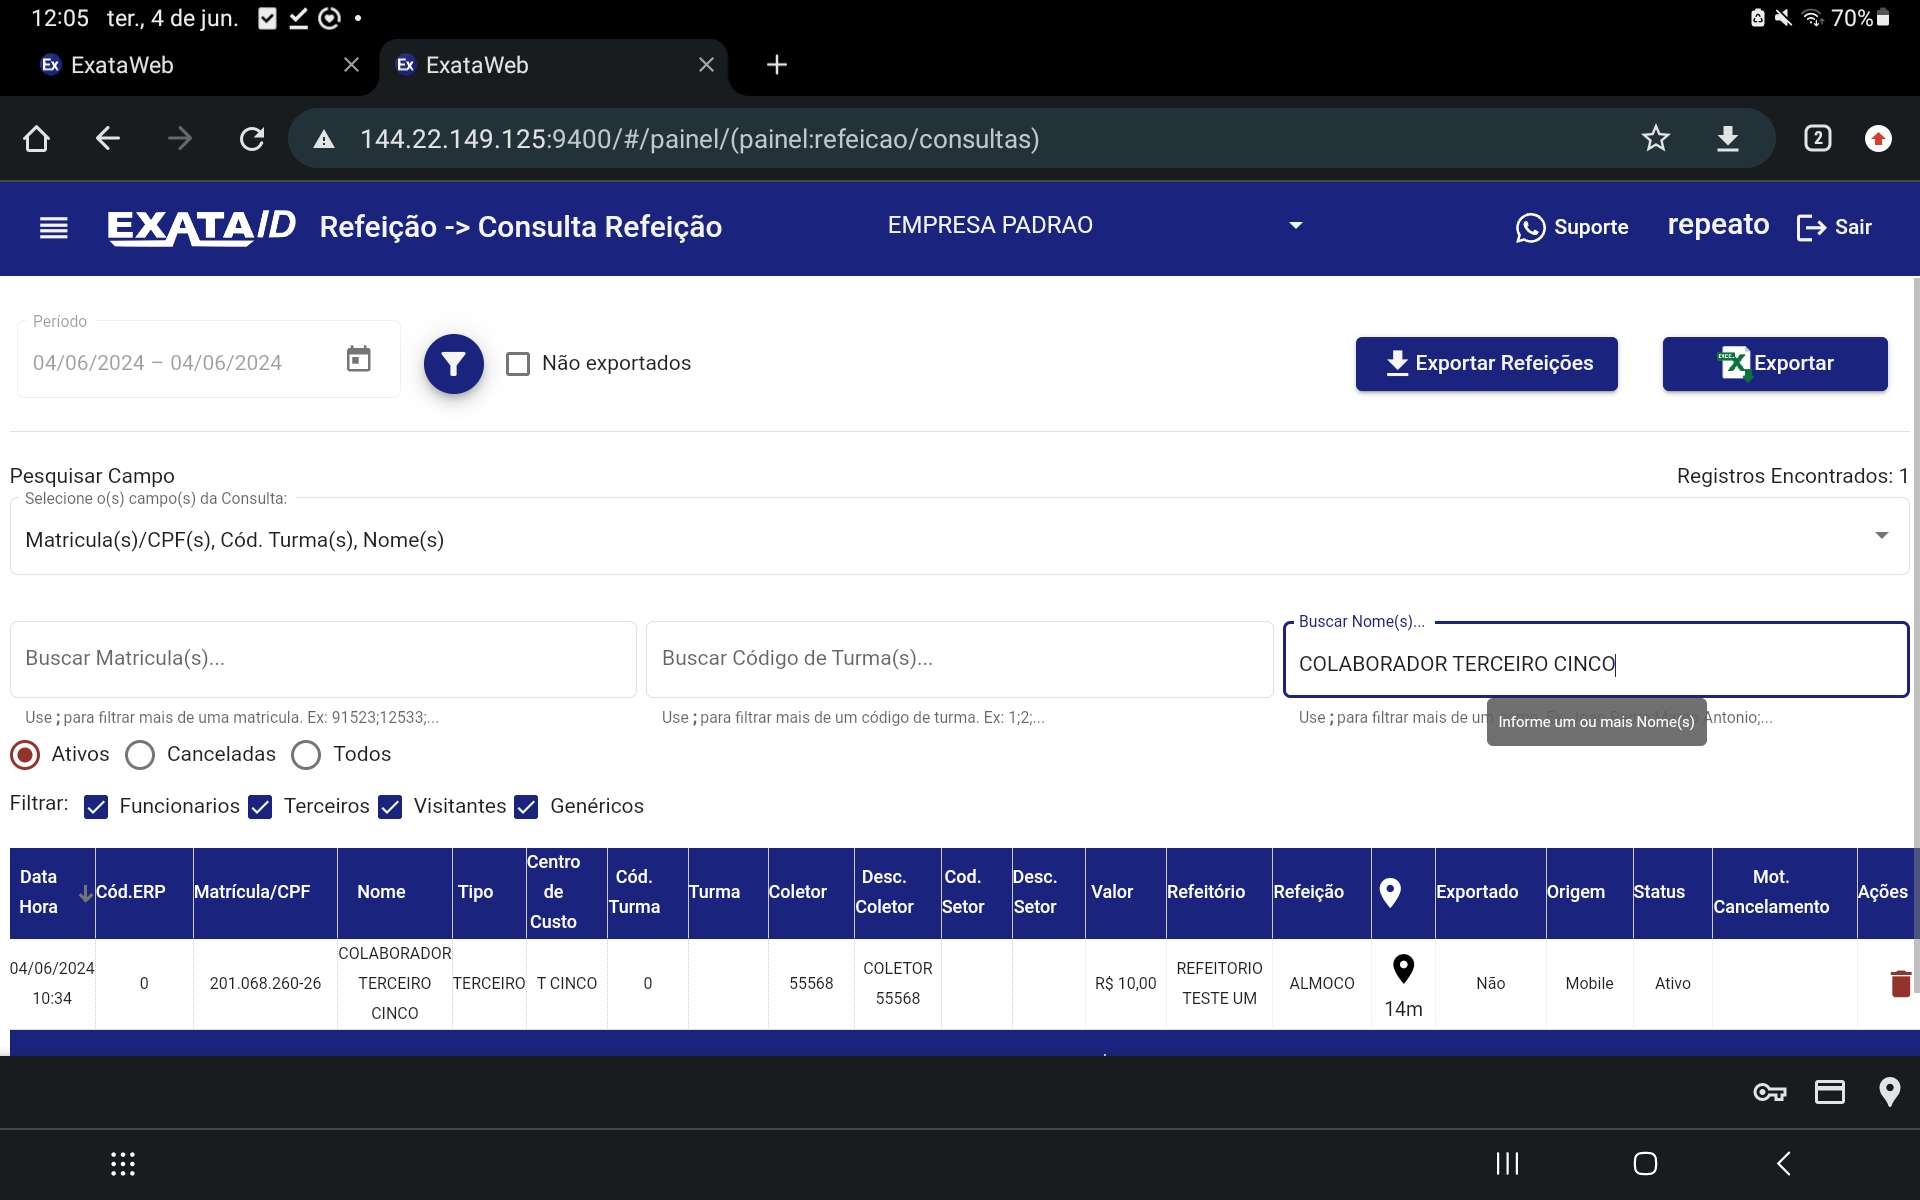 12:05 ter., 4 de jun.
70%
Ex ExataWeb
Ex ExataWeb
144.22.149.125:9400/#/painel/(painel:refeicao/consultas)
2
EXATA/ID Refeição -> Consulta Refeição
EMPRESA PADRAO
Suporte
repeato
Sair
Período
04/06/2024 – 04/06/2024
Não exportados
Exportar Refeições
Exportar
Pesquisar Campo
Registros Encontrados: 1
Selecione o(s) campo(s) da Consulta:
Matricula(s)/CPF(s), Cód. Turma(s), Nome(s)
Buscar Matricula(s)...
Buscar Código de Turma(s)...
Buscar Nome(s)...
COLABORADOR TERCEIRO CINCO
Use ; para filtrar mais de uma matricula. Ex: 91523;12533;...
Use ; para filtrar mais de um código de turma. Ex: 1;2;...
Use ; para filtrar mais de um
Antonio;...
Informe um ou mais Nome(s)
Ativos
Canceladas
Todos
Filtrar:
Funcionarios
Terceiros
Visitantes
Genéricos
Data
Hora
Cód.ERP
Matrícula/CPF
Nome
Tipo
Centro
de
Custo
Cód.
Turma
Turma
Coletor
Desc.
Coletor
Cod.
Setor
Desc.
Setor
Valor
Refeitório
Refeição
Exportado
Origem
Status
Mot.
Cancelamento
Ações
04/06/2024
10:34
0
201.068.260-26
COLABORADOR
TERCEIRO
CINCO
TERCEIRO
T CINCO
0
55568
COLETOR
55568
R$ 10,00
REFEITORIO
TESTE UM
ALMOCO
14m
Não
Mobile
Ativo